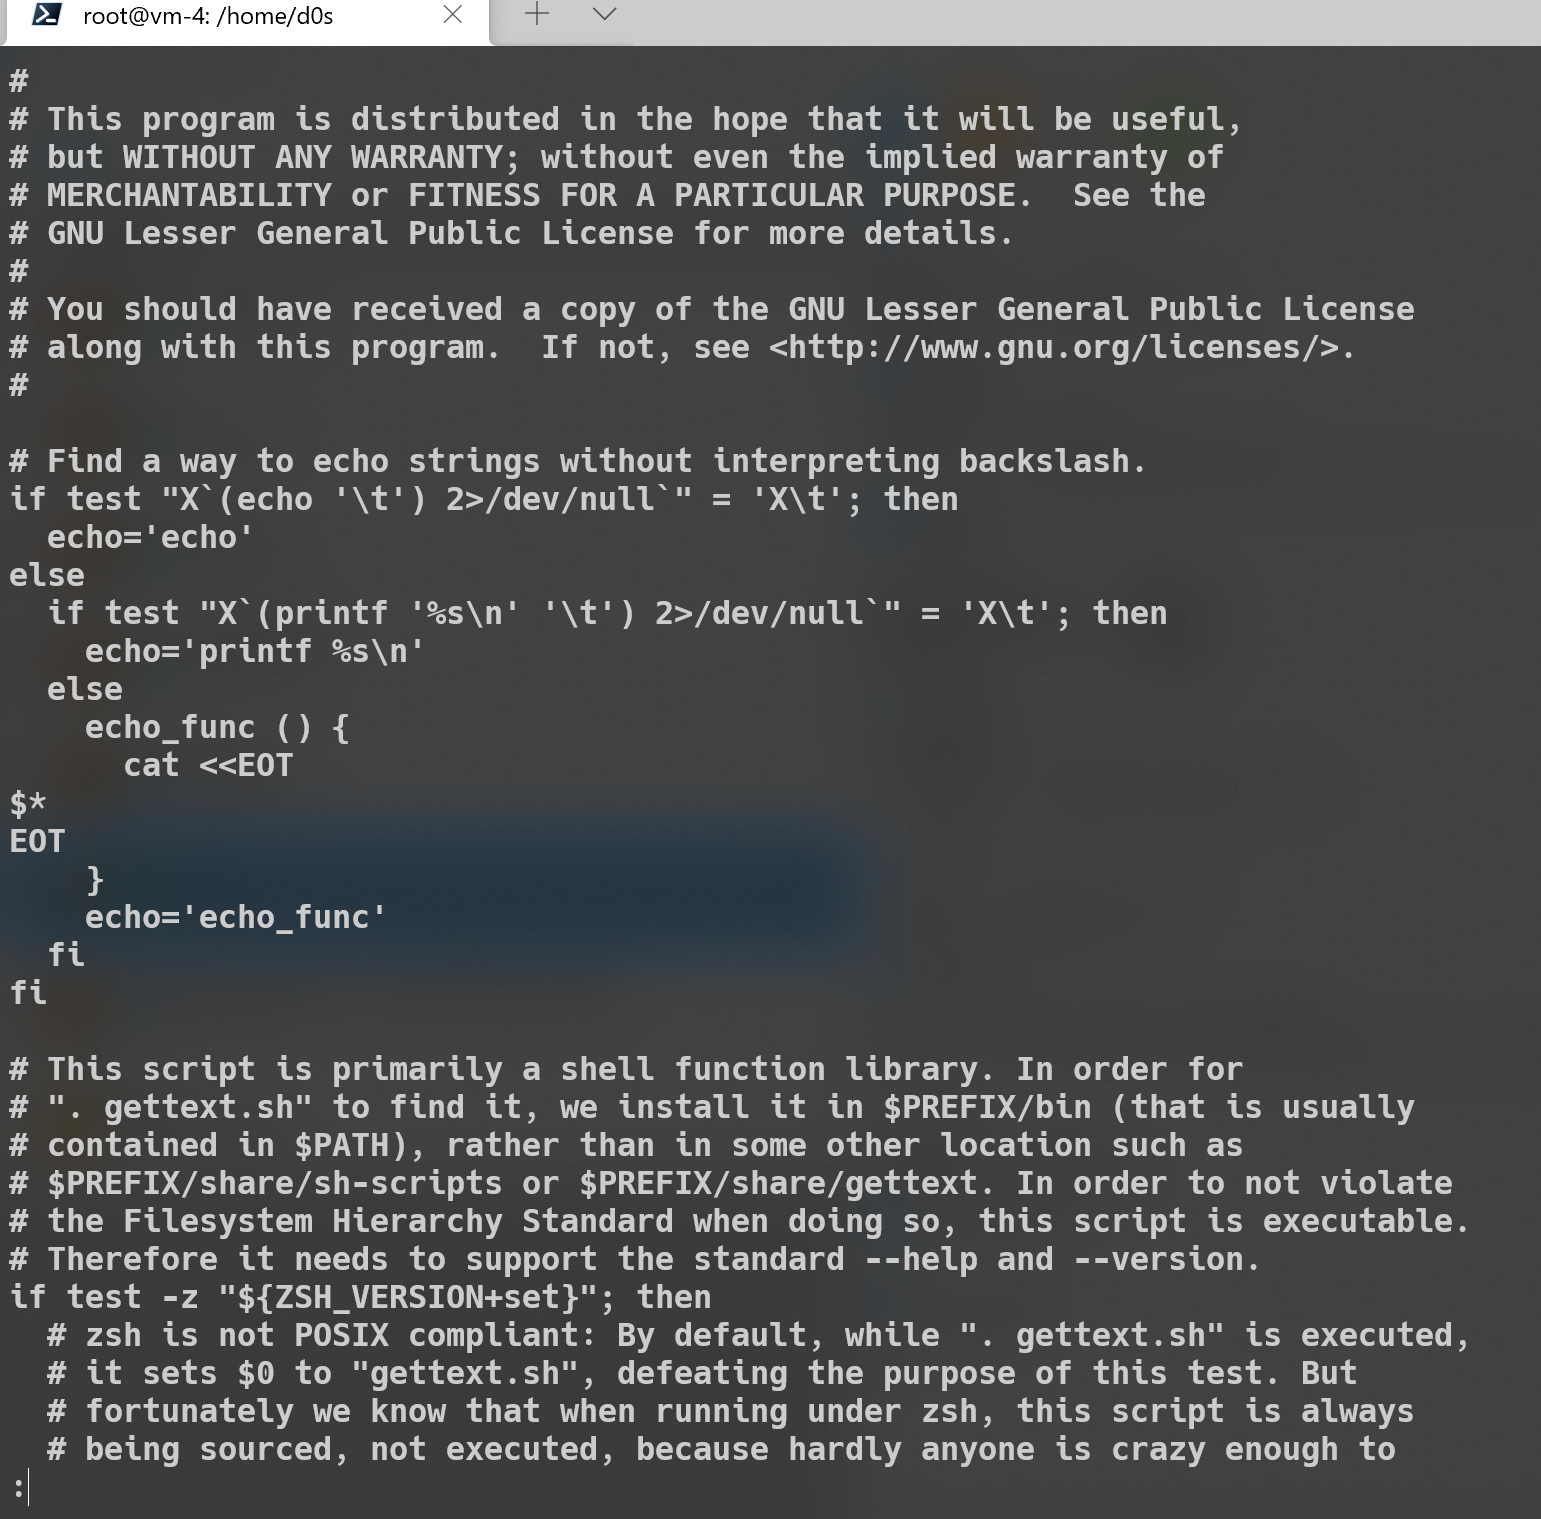 root@vm-4: /home/d0s
#
# This program is distributed in the hope that it will be useful,
# but WITHOUT ANY WARRANTY; without even the implied warranty of
# MERCHANTABILITY or FITNESS FOR A PARTICULAR PURPOSE.  See the
# GNU Lesser General Public License for more details.
#
# You should have received a copy of the GNU Lesser General Public License
# along with this program.  If not, see <http://www.gnu.org/licenses/>.
#

# Find a way to echo strings without interpreting backslash.
if test "X`(echo '\t') 2>/dev/null`" = 'X\t'; then
  echo='echo'
else
  if test "X`(printf '%s\n' '\t') 2>/dev/null`" = 'X\t'; then
    echo='printf %s\n'
  else
    echo_func () {
      cat <<EOT
$*
EOT
    }
    echo='echo_func'
  fi
fi

# This script is primarily a shell function library. In order for
# ". gettext.sh" to find it, we install it in $PREFIX/bin (that is usually
# contained in $PATH), rather than in some other location such as
# $PREFIX/share/sh-scripts or $PREFIX/share/gettext. In order to not violate
# the Filesystem Hierarchy Standard when doing so, this script is executable.
# Therefore it needs to support the standard --help and --version.
if test -z "${ZSH_VERSION+set}"; then
  # zsh is not POSIX compliant: By default, while ". gettext.sh" is executed,
  # it sets $0 to "gettext.sh", defeating the purpose of this test. But
  # fortunately we know that when running under zsh, this script is always
  # being sourced, not executed, because hardly anyone is crazy enough to
: